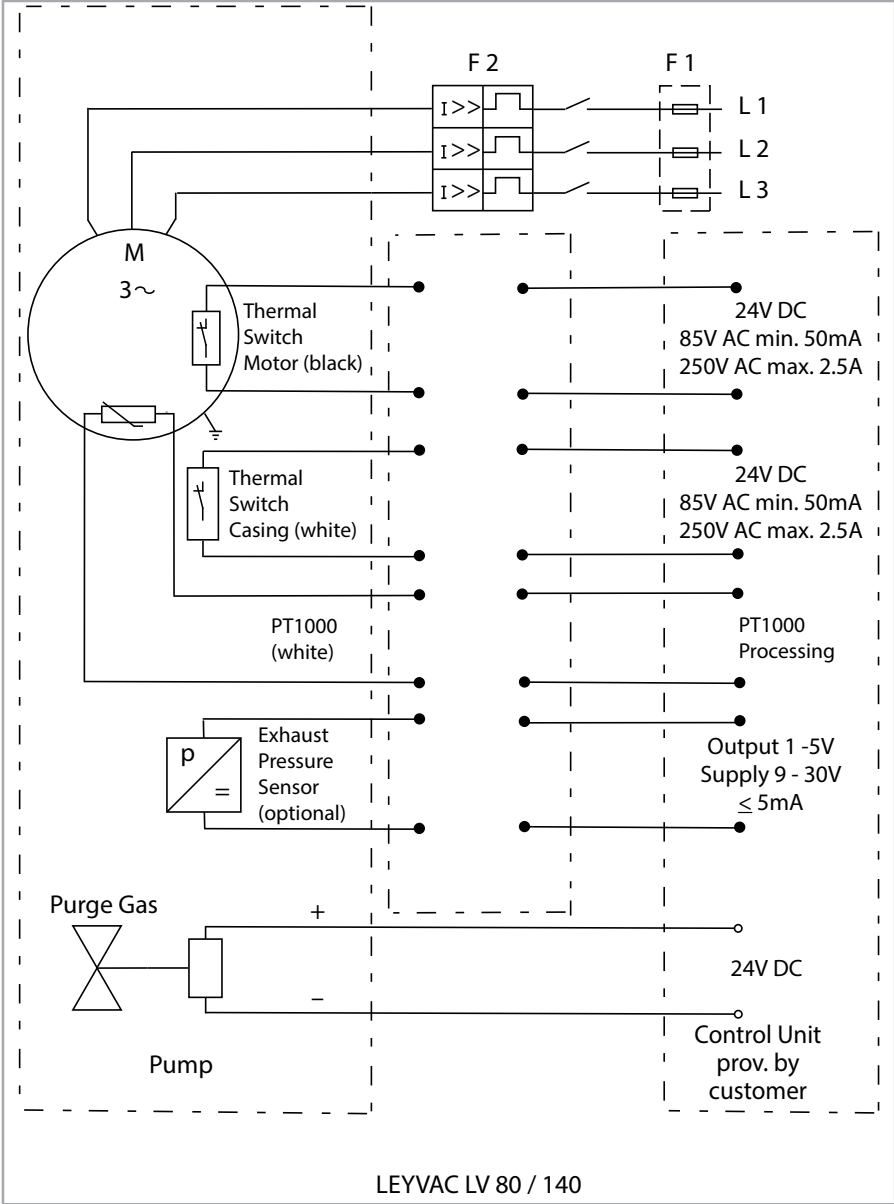 F 2
F 1
I>>
L 1
I>>
L 2
I>>
L 3
M
3~
Thermal
Switch
Motor (black)
24V DC
85V AC min. 50mA
250V AC max. 2.5A
Thermal
Switch
Casing (white)
24V DC
85V AC min. 50mA
250V AC max. 2.5A
PT1000
(white)
PT1000
Processing
p
=
Exhaust
Pressure
Sensor
(optional)
Output 1 -5V
Supply 9 - 30V
≤ 5mA
Purge Gas
+
–
24V DC
Pump
Control Unit
prov. by
customer
LEYVAC LV 80 / 140